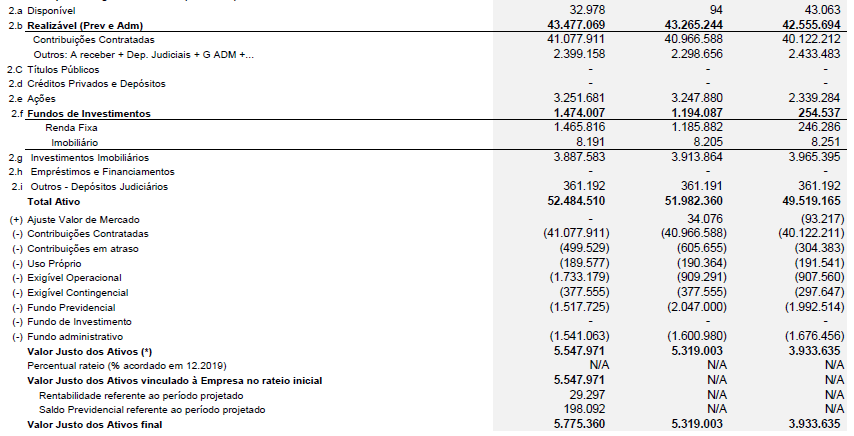 2.a Disponível 32.978 94 43.063
2.b Realizável (Prev e Adm) 43.477.069 43.265.244 42.555.694
Contribuições Contratadas 41.077.911 40.966.588 40.122.212
Outros: A receber + Dep. Judiciais + G ADM +... 2.399.158 2.298.656 2.433.483
2.C Títulos Públicos - - -
2.d Créditos Privados e Depósitos - - -
2.e Ações 3.251.681 3.247.880 2.339.284
2.f Fundos de Investimentos 1.474.007 1.194.087 254.537
Renda Fixa 1.465.816 1.185.882 246.286
Imobiliário 8.191 8.205 8.251
2.g Investimentos Imobiliários 3.887.583 3.913.864 3.965.395
2.h Empréstimos e Financiamentos - - -
2.i Outros - Depósitos Judiciários 361.192 361.191 361.192
Total Ativo 52.484.510 51.982.360 49.519.165
(+) Ajuste Valor de Mercado - 34.076 (93.217)
(-) Contribuições Contratadas (41.077.911) (40.966.588) (40.122.211)
(-) Contribuições em atraso (499.529) (605.655) (304.383)
(-) Uso Próprio (189.577) (190.364) (191.541)
(-) Exigível Operacional (1.733.179) (909.291) (907.560)
(-) Exigível Contingencial (377.555) (377.555) (297.647)
(-) Fundo Previdencial (1.517.725) (2.047.000) (1.992.514)
(-) Fundo de Investimento - - -
(-) Fundo administrativo (1.541.063) (1.600.980) (1.676.456)
Valor Justo dos Ativos (*) 5.547.971 5.319.003 3.933.635
Percentual rateio (% acordado em 12.2019) N/A N/A N/A
Valor Justo dos Ativos vinculado à Empresa no rateio inicial 5.547.971 N/A N/A
Rentabilidade referente ao período projetado 29.297 N/A N/A
Saldo Previdencial referente ao período projetado 198.092 N/A N/A
Valor Justo dos Ativos final 5.775.360 5.319.003 3.933.635